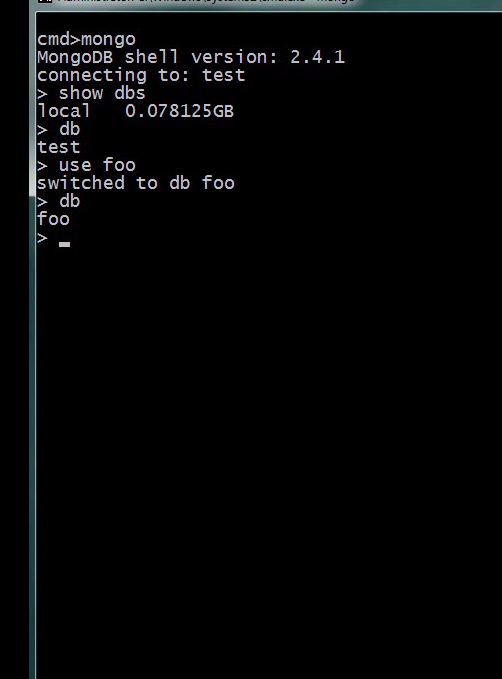 cmd>mongo
MongoDB shell version: 2.4.1
connecting to: test
> show dbs
local   0.078125GB
> db
test
> use foo
switched to db foo
> db
foo
>